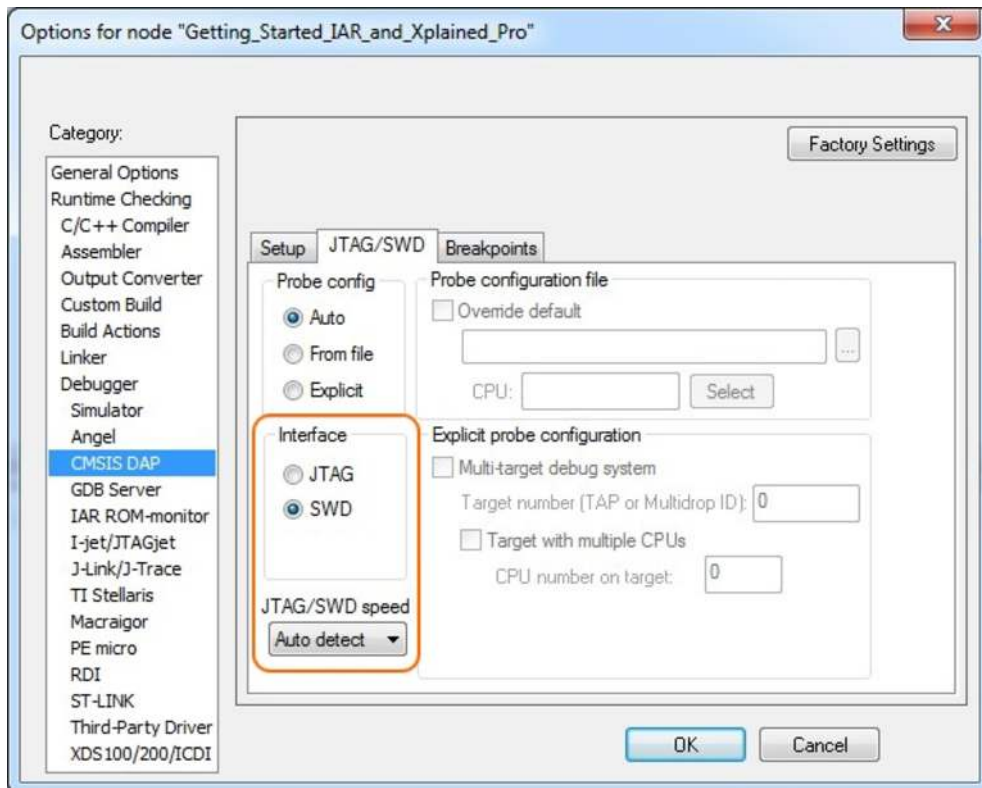 Options for node "Getting_Started_IAR_and_Xplained_Pro"
Category:
General Options
Runtime Checking
C/C++ Compiler
Assembler
Output Converter
Custom Build
Build Actions
Linker
Debugger
Simulator
Angel
CMSIS DAP
GDB Server
IAR ROM-monitor
I-jet/JTAGjet
J-Link/J-Trace
TI Stellaris
Macraigor
PE micro
RDI
ST-LINK
Third-Party Driver
XDS100/200/ICDI
Factory Settings
Setup JTAG/SWD Breakpoints
Probe config
Auto
From file
Explicit
Probe configuration file
Override default
...
CPU: Select
Interface
JTAG
SWD
JTAG/SWD speed
Auto detect
Explicit probe configuration
Multi-target debug system
Target number (TAP or Multidrop ID): 0
Target with multiple CPUs
CPU number on target: 0
OK Cancel